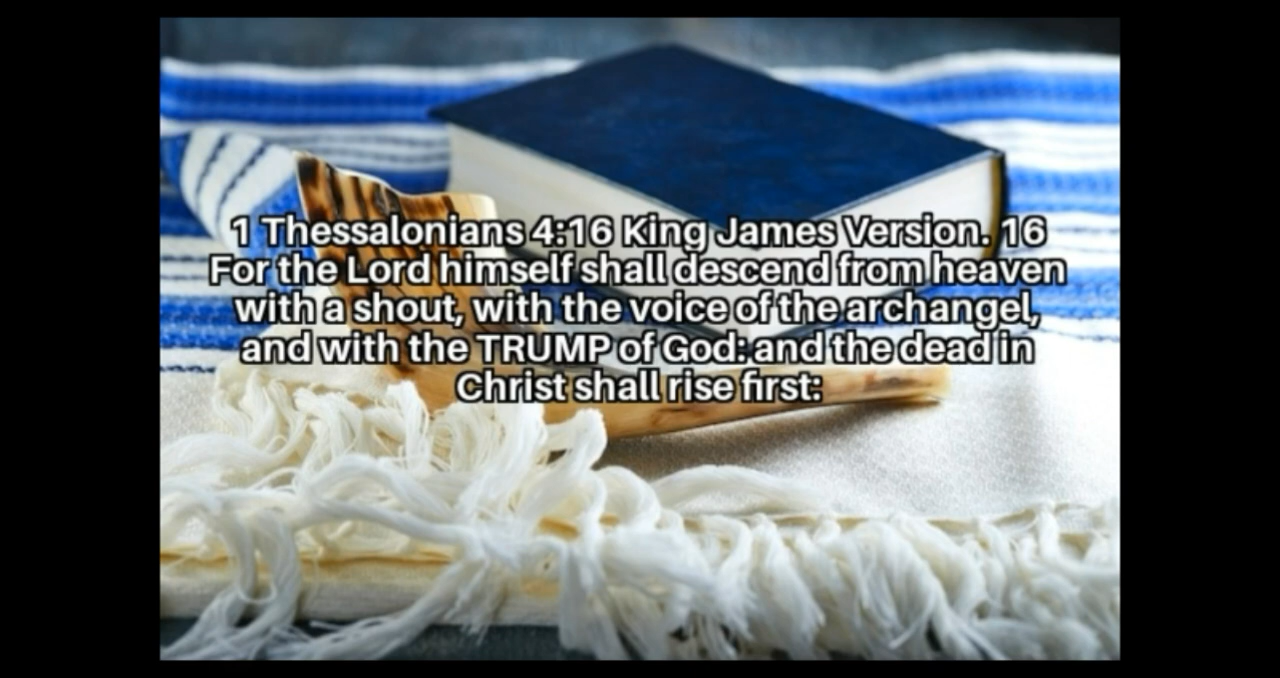 1 Thessalonians 4:16 King James Version. 16
For the Lord himself shall descend from heaven
with a shout, with the voice of the archangel,
and with the TRUMP of God: and the dead in
Christ shall rise first: